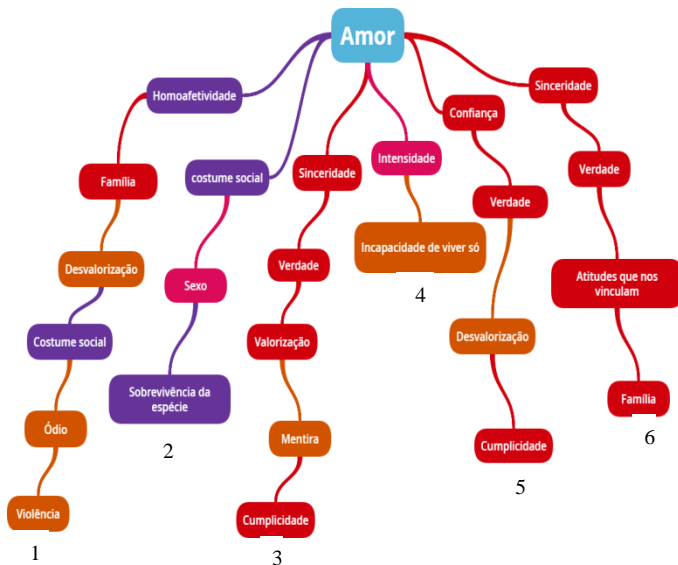 Amor
Homoafetividade
Família
Desvalorização
Costume social
Ódio
Violência
1
costume social
Sexo
Sobrevivência da
espécie
2
Sinceridade
Verdade
Valorização
Mentira
Cumplicidade
3
Intensidade
Incapacidade de viver só
4
Confiança
Verdade
Desvalorização
Cumplicidade
5
Sinceridade
Verdade
Atitudes que nos
vinculam
Família
6